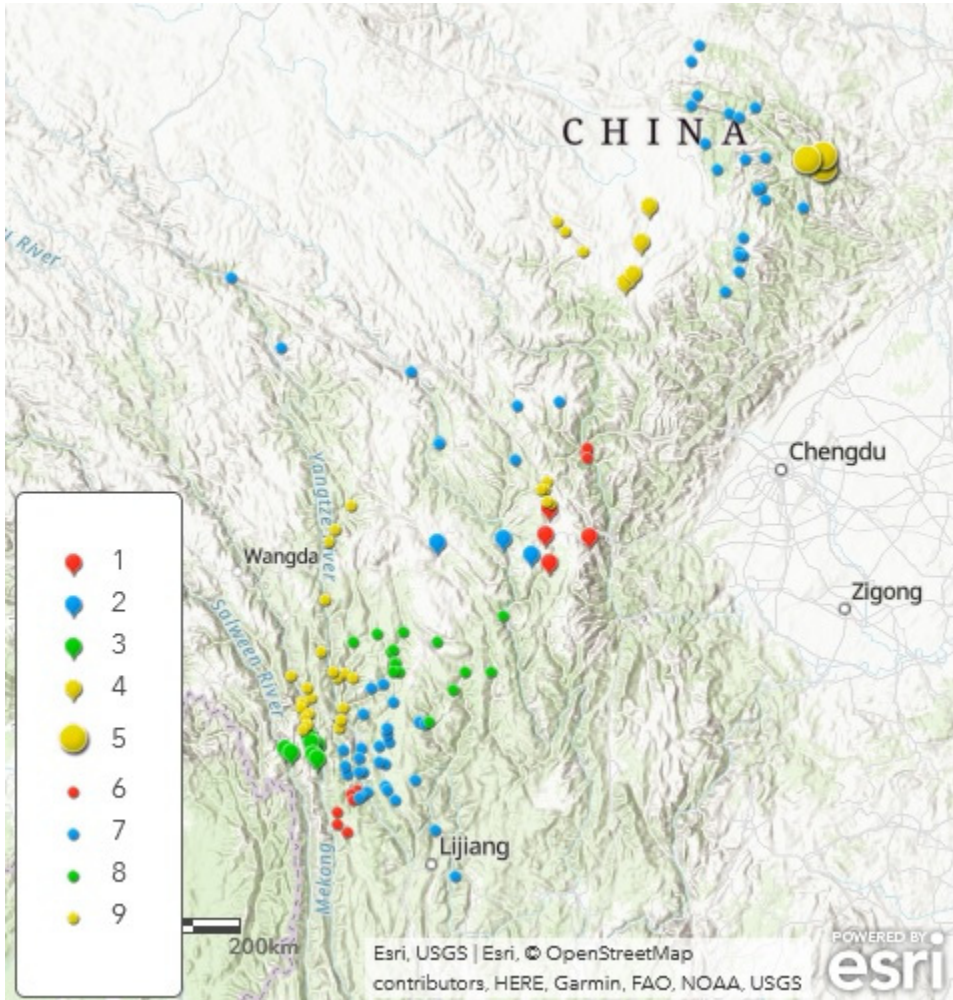 CHINA
u River
Chengdu
Yangtze River
Wangda
Zigong
Salween River
1
2
3
4
5
6
7
8
9
Lijiang
Mekong
200km
Esri, USGS | Esri, © OpenStreetMap
contributors, HERE, Garmin, FAO, NOAA, USGS
POWERED BY
esri